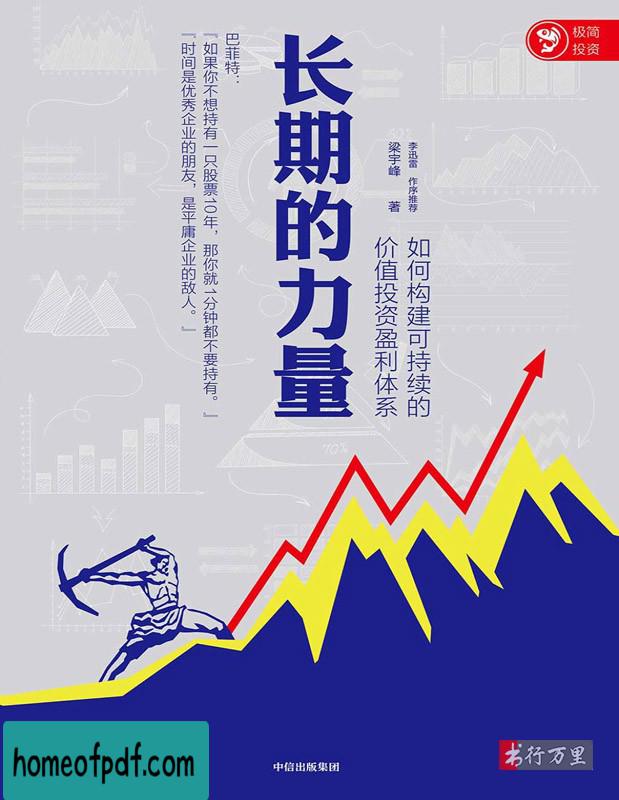 极简
投资
长期的力量
李迅雷 作序推荐
梁宇峰 著
如何构建可持续的
价值投资盈利体系
巴菲特：
『如果你不想持有一只股票10年，那你就1分钟都不要持有。』
『时间是优秀企业的朋友，是平庸企业的敌人。』
70%
homeofpdf.com
中信出版集团
书行万里